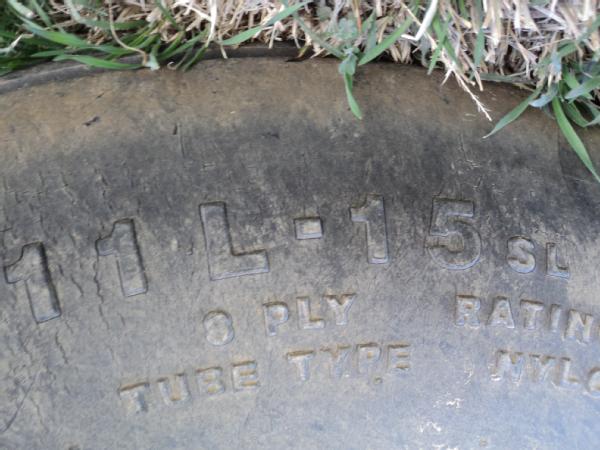 11L-15 SL
8 PLY RATIN
TUBE TYPE NYLO